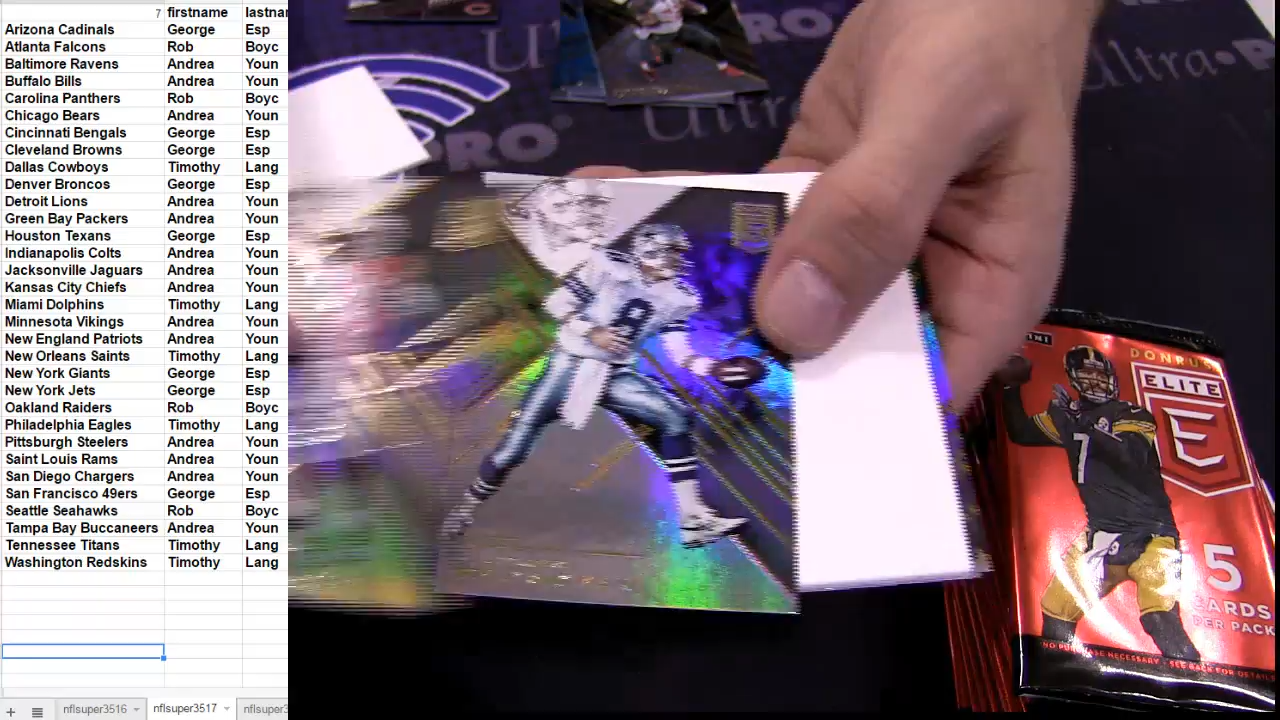 7 firstname lastnar
Arizona Cadinals George Esp
Atlanta Falcons Rob Boyc
Baltimore Ravens Andrea Youn
Buffalo Bills Andrea Youn
Carolina Panthers Rob Boyc
Chicago Bears Andrea Youn
Cincinnati Bengals George Esp
Cleveland Browns George Esp
Dallas Cowboys Timothy Lang
Denver Broncos George Esp
Detroit Lions Andrea Youn
Green Bay Packers Andrea Youn
Houston Texans George Esp
Indianapolis Colts Andrea Youn
Jacksonville Jaguars Andrea Youn
Kansas City Chiefs Andrea Youn
Miami Dolphins Timothy Lang
Minnesota Vikings Andrea Youn
New England Patriots Andrea Youn
New Orleans Saints Timothy Lang
New York Giants George Esp
New York Jets George Esp
Oakland Raiders Rob Boyc
Philadelphia Eagles Timothy Lang
Pittsburgh Steelers Andrea Youn
Saint Louis Rams Andrea Youn
San Diego Chargers Andrea Youn
San Francisco 49ers George Esp
Seattle Seahawks Rob Boyc
Tampa Bay Buccaneers Andrea Youn
Tennessee Titans Timothy Lang
Washington Redskins Timothy Lang
nflsuper3516 nflsuper3517 nflsuper3
PRO
Ultra PRO
9
DONRUSS
ELITE
E
7
5
CARDS
PER PACK
NO PURCHASE NECESSARY - SEE BACK FOR DETAILS